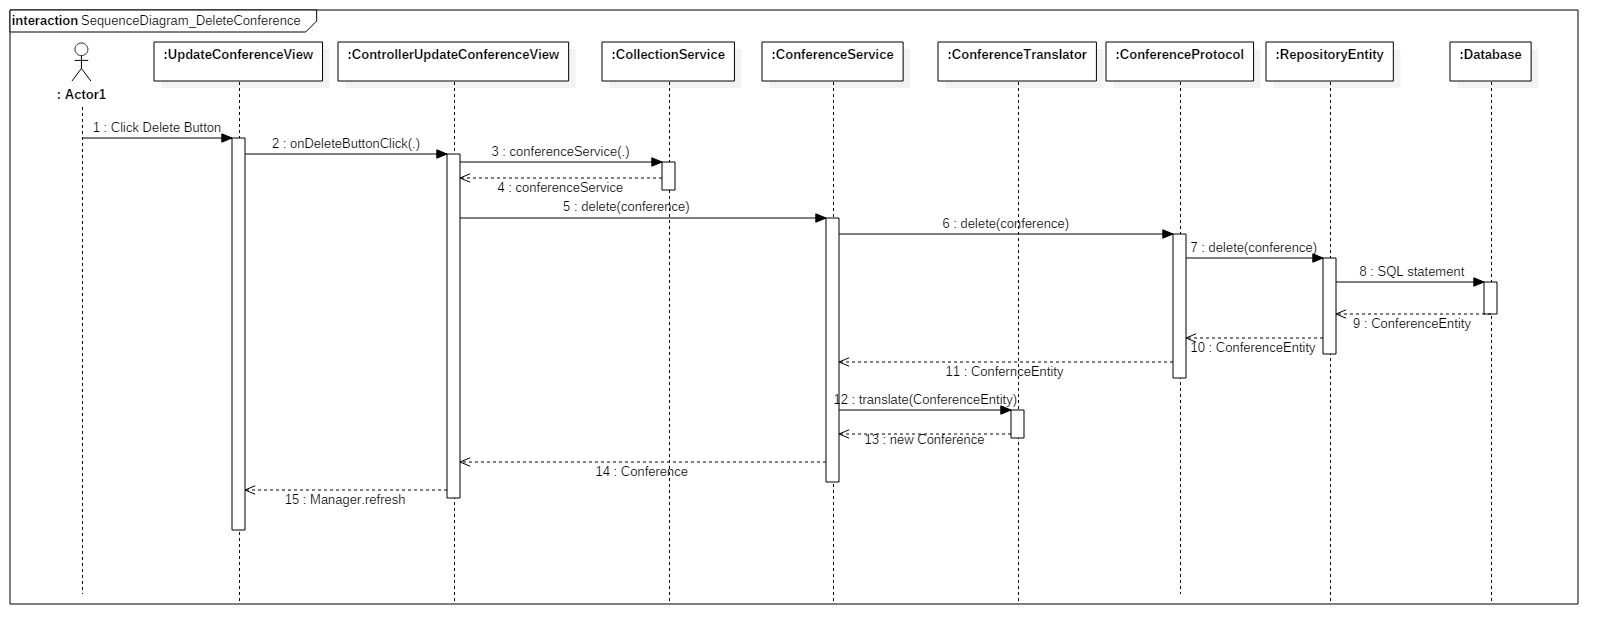 interaction SequenceDiagram_DeleteConference
:UpdateConferenceView
:ControllerUpdateConferenceView
:CollectionService
:ConferenceService
:ConferenceTranslator
:ConferenceProtocol
:RepositoryEntity
:Database
: Actor1
1 : Click Delete Button
2 : onDeleteButtonClick(.)
3 : conferenceService(.)
4 : conferenceService
5 : delete(conference)
6 : delete(conference)
7 : delete(conference)
8 : SQL statement
9 : ConferenceEntity
10 : ConferenceEntity
11 : ConfernceEntity
12 : translate(ConferenceEntity)
13 : new Conference
14 : Conference
15 : Manager.refresh